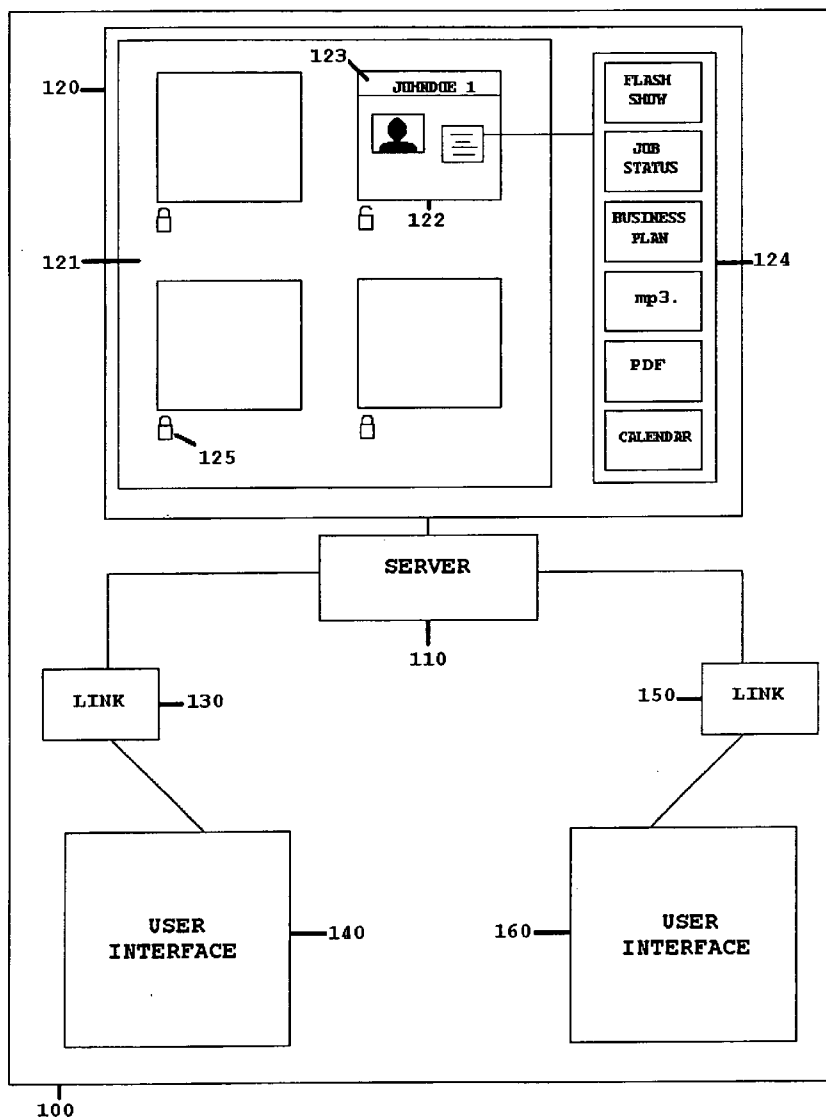 123
JOHNDOE 1
120
122
121
125
FLASH
SHOW
JOB
STATUS
BUSINESS
PLAN
mp3.
PDF
CALENDAR
124
SERVER
110
LINK
130
150
LINK
USER
INTERFACE
140
160
USER
INTERFACE
100